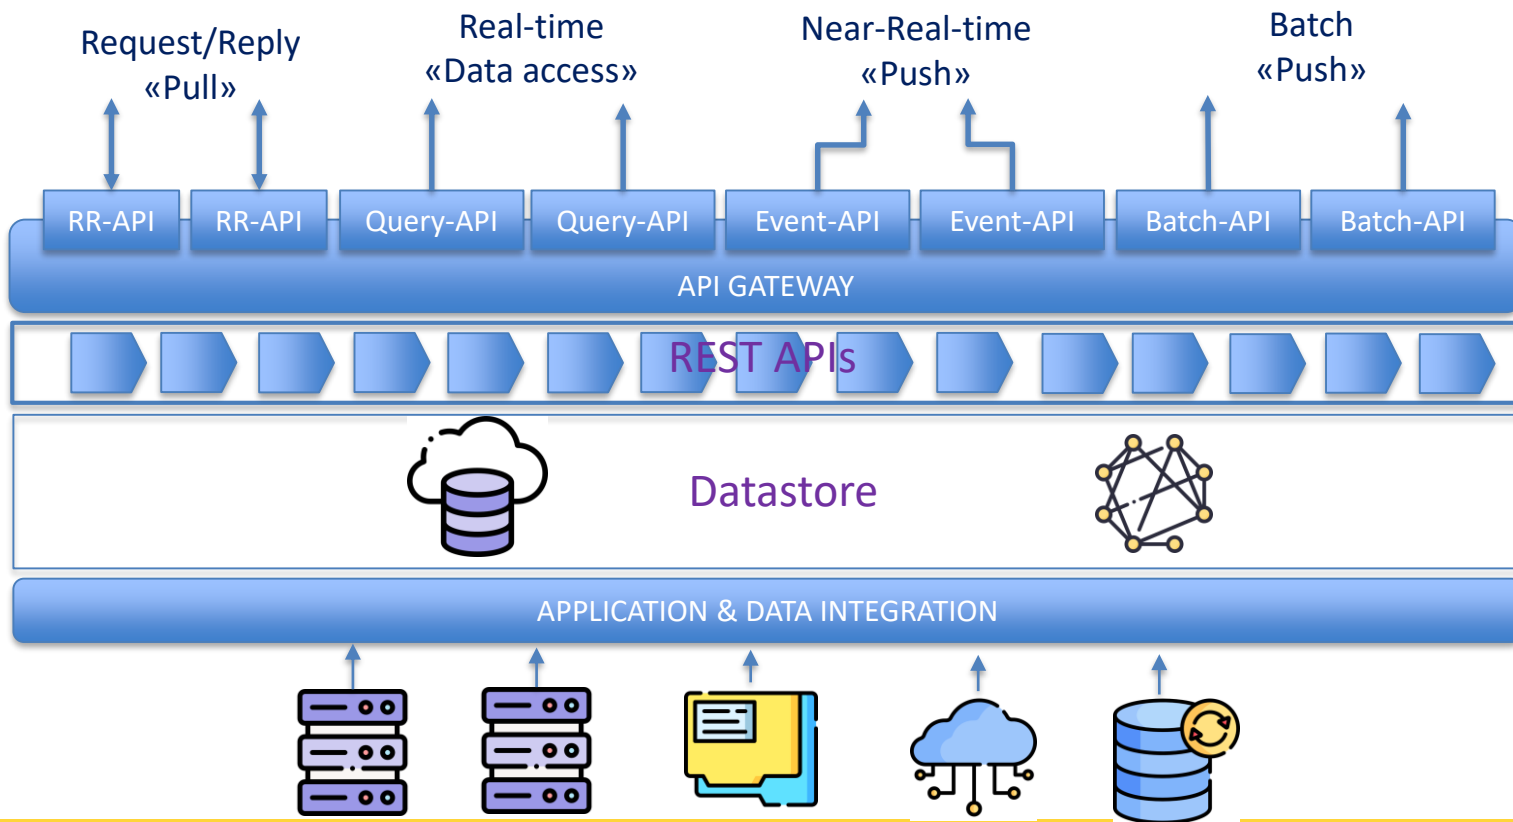 Request/Reply
«Pull»
Real-time
«Data access»
Near-Real-time
«Push»
Batch
«Push»
RR-API
RR-API
Query-API
Query-API
Event-API
Event-API
Batch-API
Batch-API
API GATEWAY
REST APIs
Datastore
APPLICATION & DATA INTEGRATION